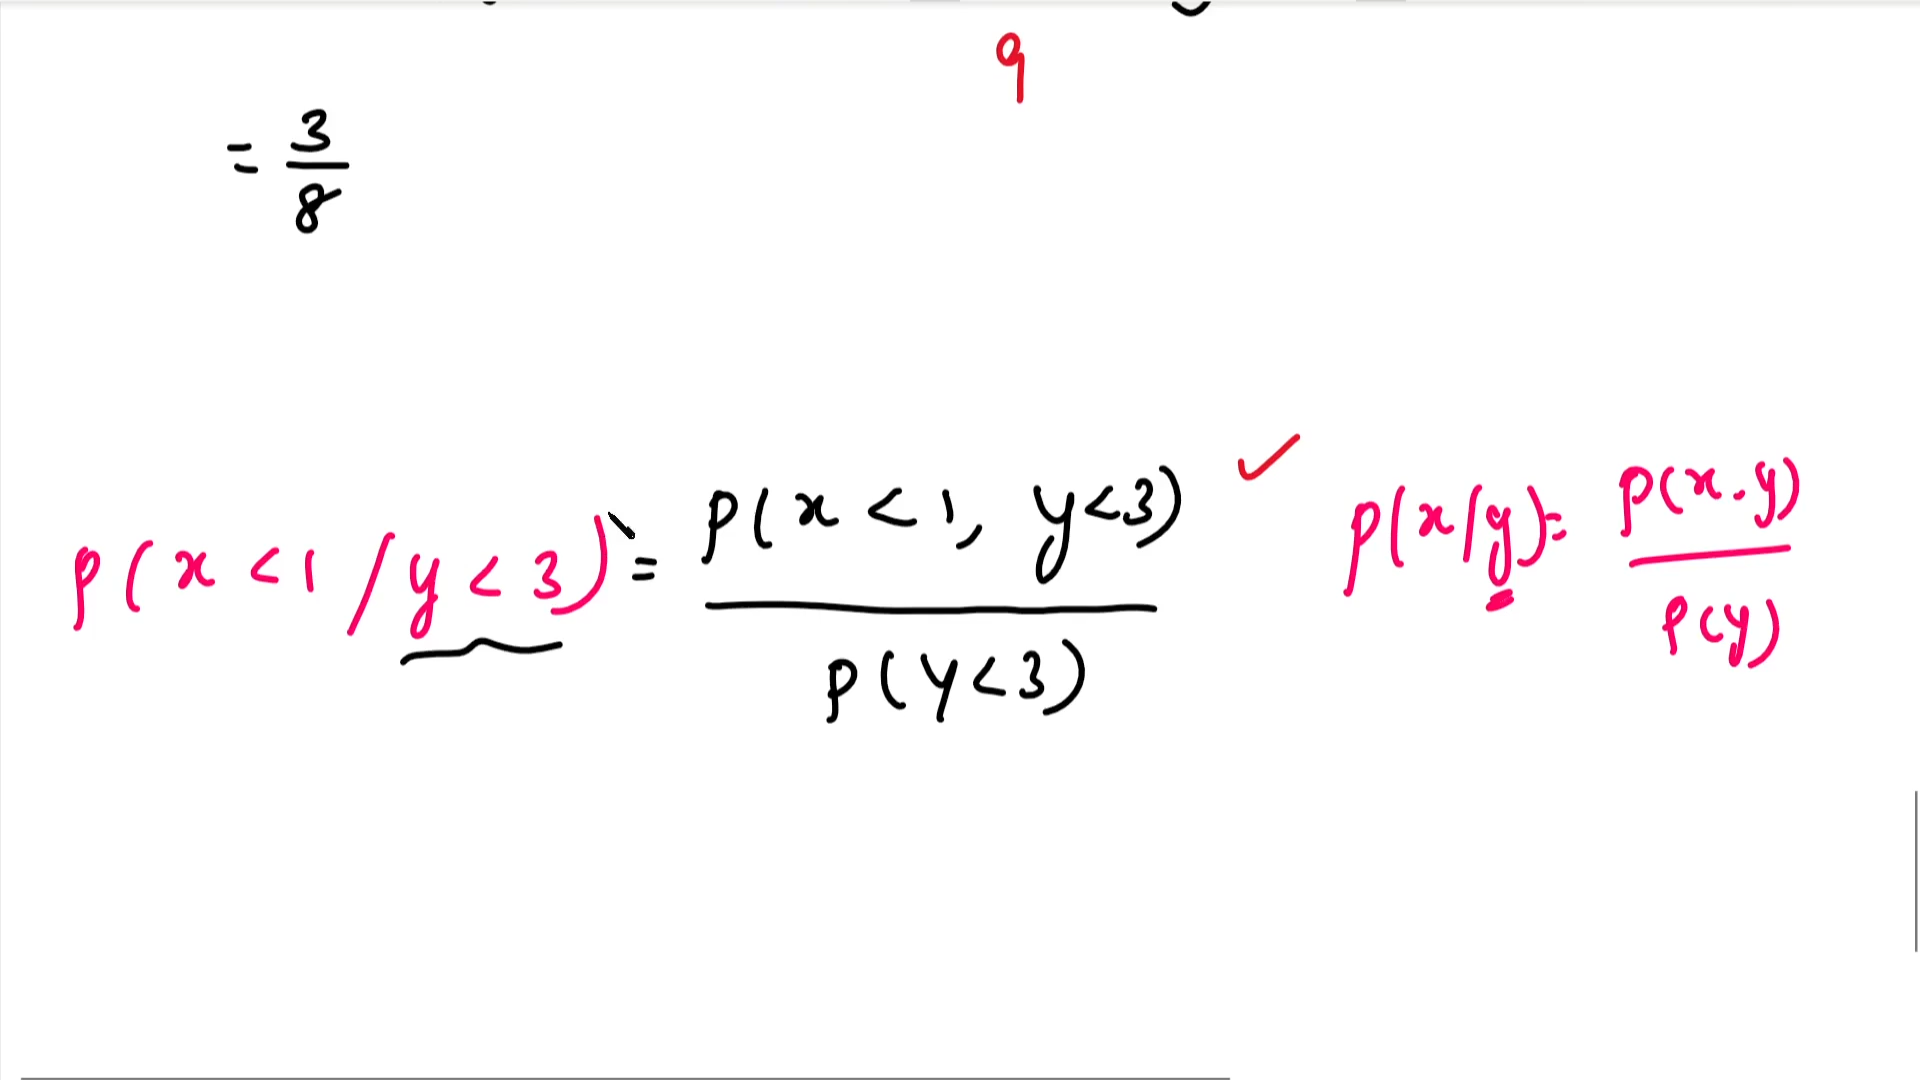 9
= 3/8
P(x<1/y<3) = P(x<1, y<3) / P(y<3) ✓ P(x/y) = P(x.y) / P(y)